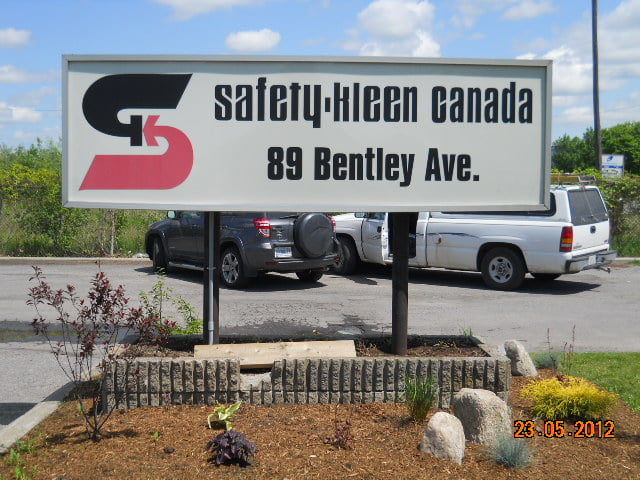 safety-kleen canada
89 Bentley Ave.
23.05.2012